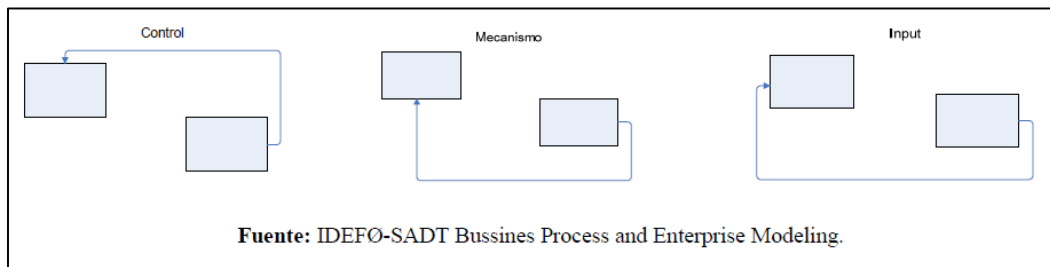 Control
Mecanismo
Input
Fuente: IDEFØ-SADT Bussines Process and Enterprise Modeling.